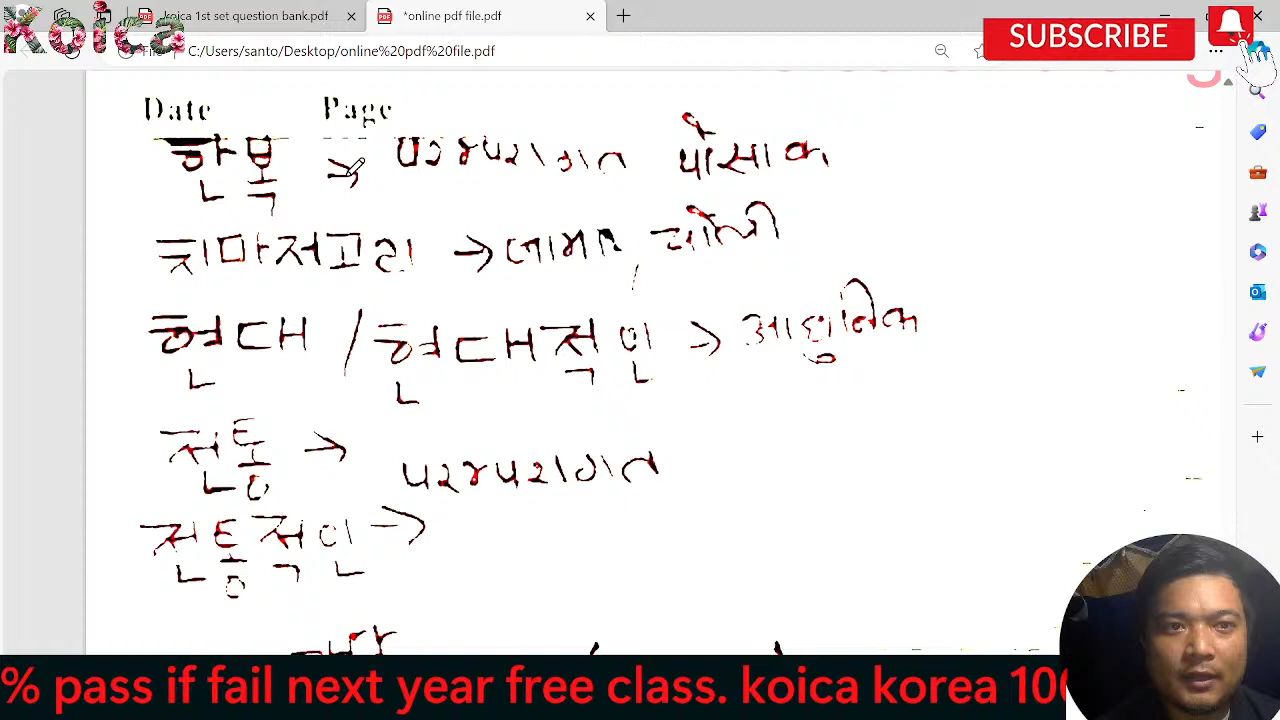 Koica
koica 1st set question bank.pdf
*online pdf file.pdf
File
C:/Users/santo/Desktop/online%20pdf%20file.pdf
SUBSCRIBE
Date Page
한복 → परम्परागत पोसाक
치마저고리 → जामा चोली
현대 / 현대적인 → आधुनिक
전통 → परम्परागत
전통적인 →
% pass if fail next year free class. koica korea 10